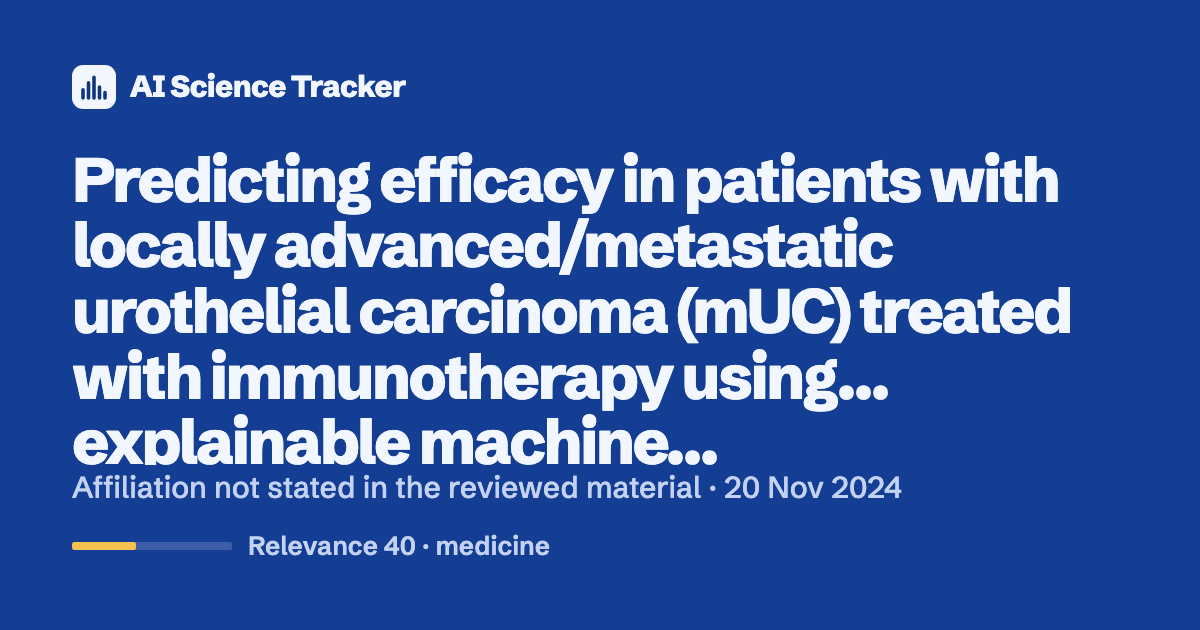 AI Science Tracker
Predicting efficacy in patients with
locally advanced/metastatic
urothelial carcinoma (mUC) treated
with immunotherapy using...
explainable machine...
Affiliation not stated in the reviewed material · 20 Nov 2024
Relevance 40 · medicine